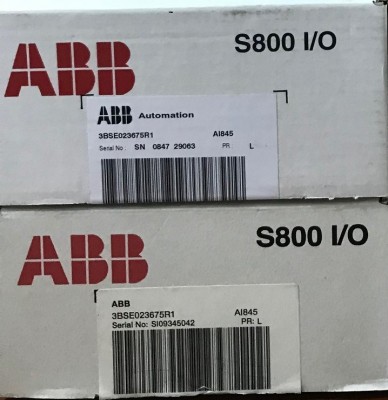 ABB S800 I/O
ABB Automation
3BSE023675R1 AI845
Serial No: SN 0847 29063 PR L
ABB S800 I/O
ABB
3BSE023675R1 AI845
Serial No: SI09345042 PR: L